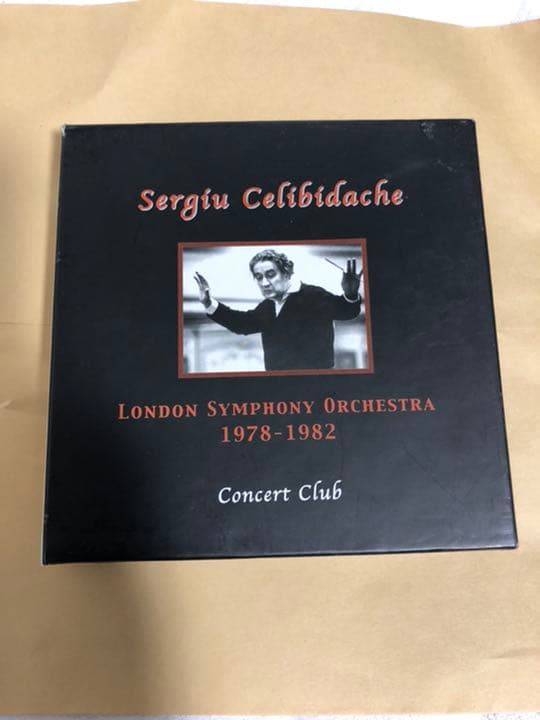 Sergiu Celibidache
LONDON SYMPHONY ORCHESTRA
1978-1982
Concert Club